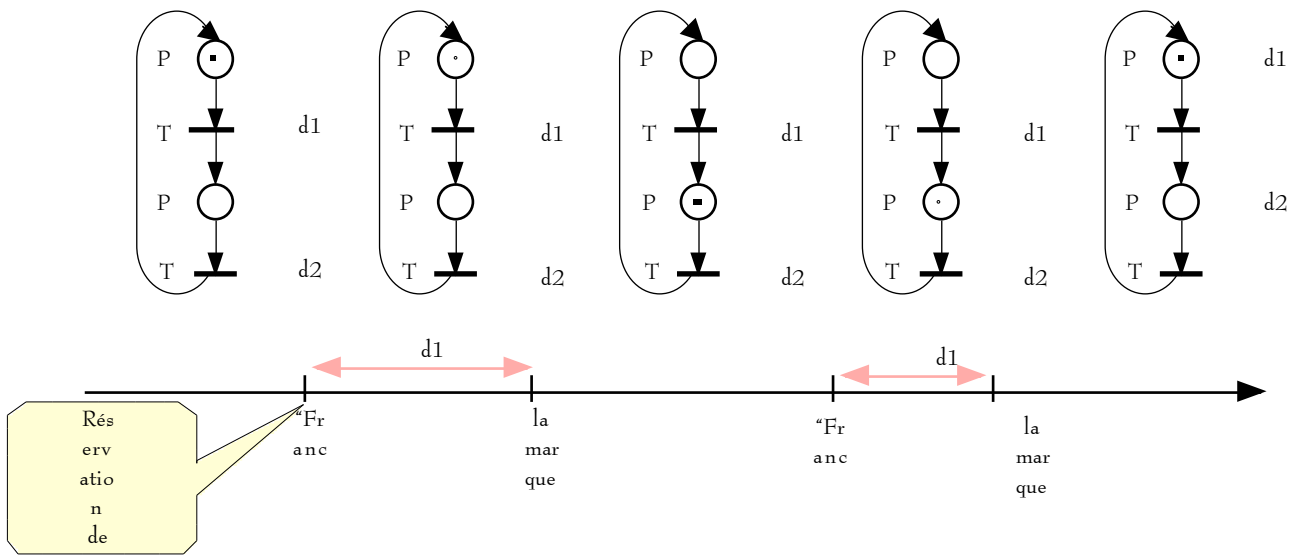 P
T
d1
P
T
d2
P
T
d1
P
T
d2
P
T
d1
P
T
d2
P
T
d1
P
T
d2
P
d1
T
P
d2
T
d1
d1
Rés
erv
atio
n
de
“Fr
anc
la
mar
que
“Fr
anc
la
mar
que